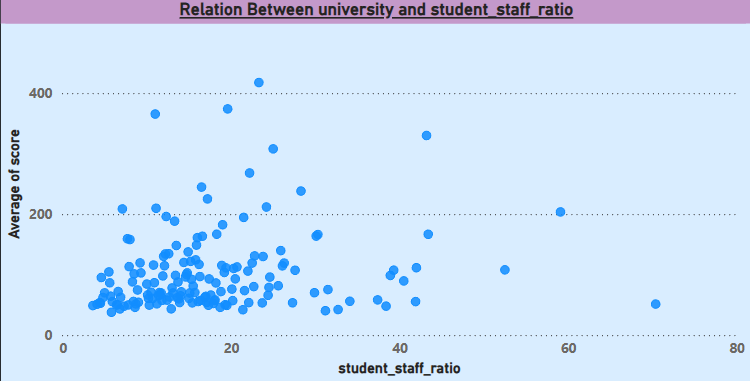 Relation Between university and student_staff_ratio
400
200
0
Average of score
0 20 40 60 80
student_staff_ratio